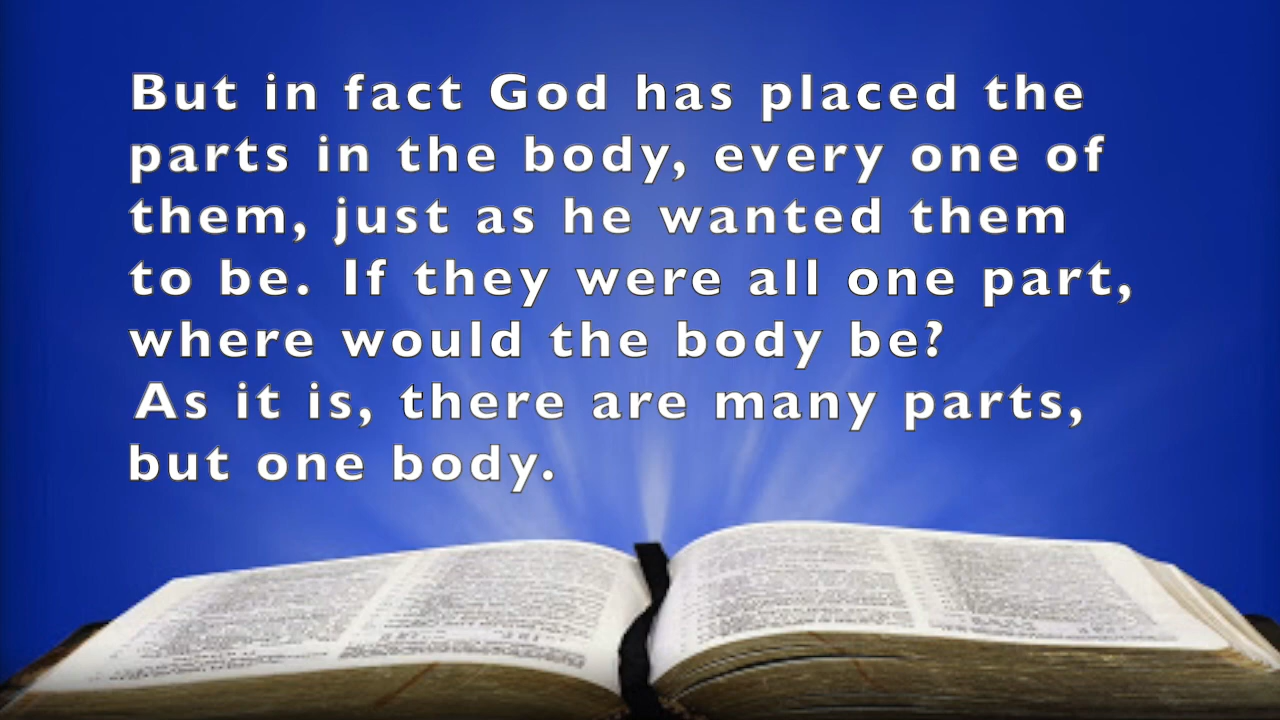 But in fact God has placed the
parts in the body, every one of
them, just as he wanted them
to be. If they were all one part,
where would the body be?
As it is, there are many parts,
but one body.